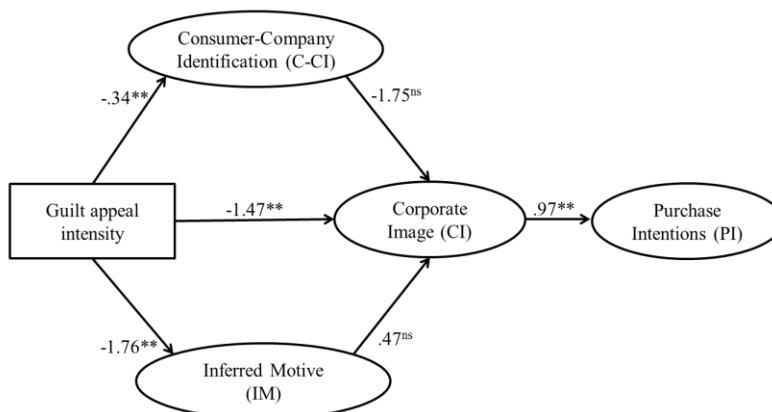 Consumer-Company
Identification (C-CI)
-.34**
-1.75ns
Guilt appeal
intensity
-1.47**
Corporate
Image (CI)
.97**
Purchase
Intentions (PI)
-1.76**
.47ns
Inferred Motive
(IM)